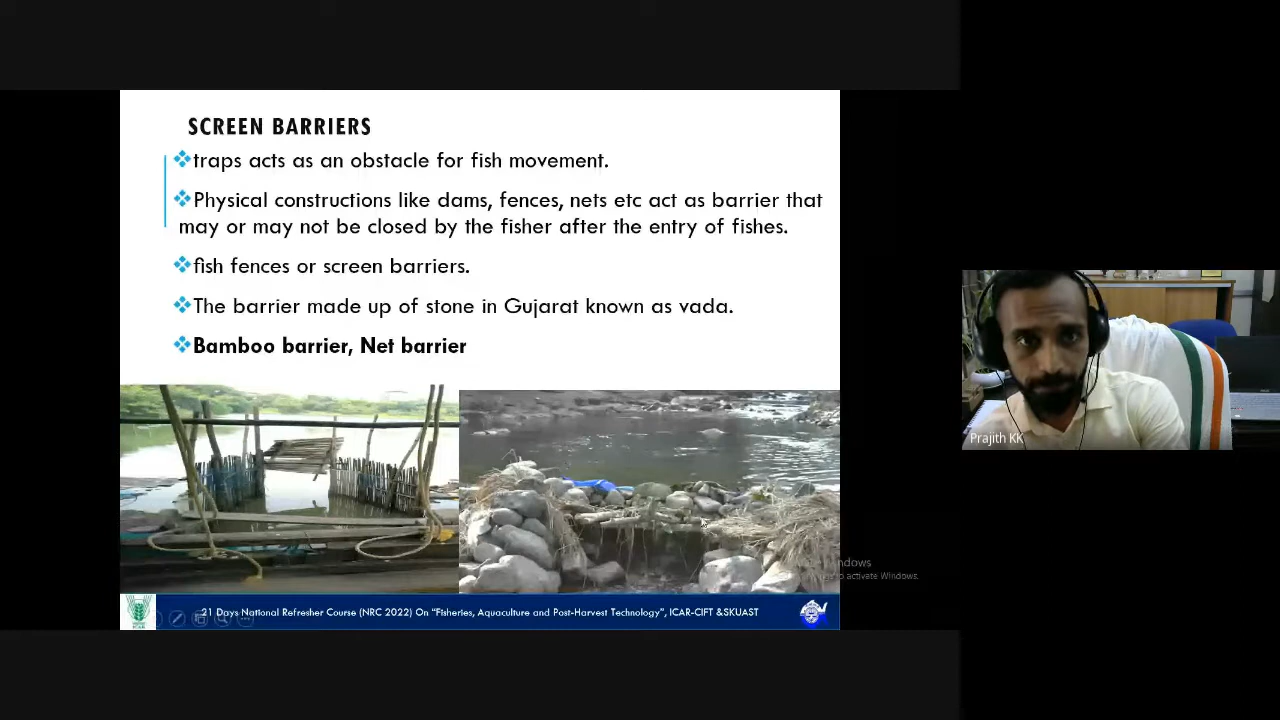 SCREEN BARRIERS
traps acts as an obstacle for fish movement.
Physical constructions like dams, fences, nets etc act as barrier that
may or may not be closed by the fisher after the entry of fishes.
fish fences or screen barriers.
The barrier made up of stone in Gujarat known as vada.
Bamboo barrier, Net barrier
Prajith KK
to activate Windows.
21 Days National Refresher Course (NRC 2022) On "Fisheries, Aquaculture and Post-Harvest Technology", ICAR-CIFT &SKUAST